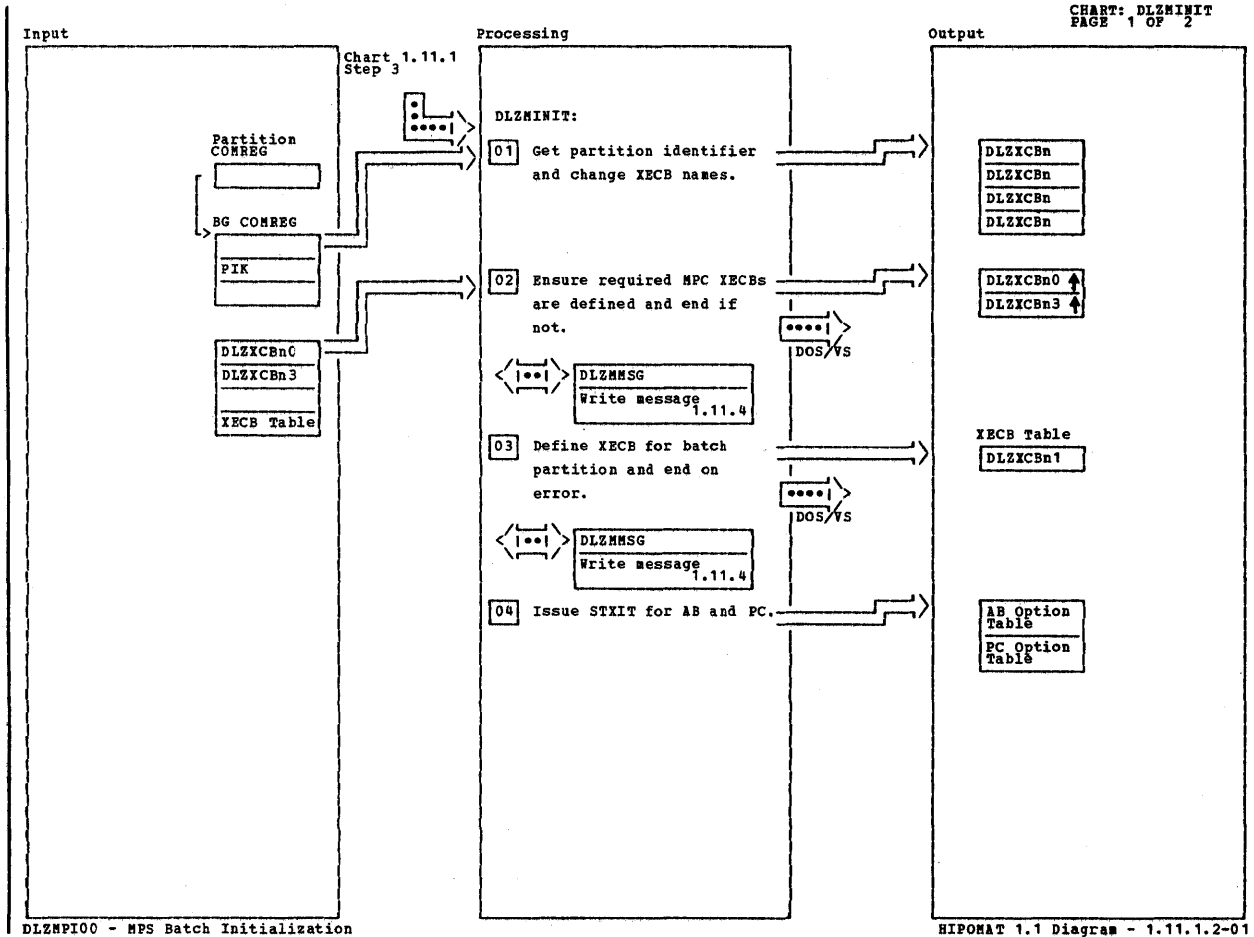 CHART: DLZMINIT
PAGE 1 OF 2
Input
Processing
Output
Chart 1.11.1
Step 3
DLZMINIT:
Partition
COMREG
BG COMREG
PIK
01 Get partition identifier
and change XECB names.
DLZXCBn
DLZXCBn
DLZXCBn
DLZXCBn
02 Ensure required MPC XECBs
are defined and end if
not.
DLZXCBn0
DLZXCBn3
DOS/VS
DLZXCBn0
DLZXCBn3
XECB Table
DLZMMSG
Write message
1.11.4
03 Define XECB for batch
partition and end on
error.
XECB Table
DLZXCBn1
DOS/VS
DLZMMSG
Write message
1.11.4
04 Issue STXIT for AB and PC.
AB Option
Table
PC Option
Table
DLZMPI00 - MPS Batch Initialization
HIPOMAT 1.1 Diagram - 1.11.1.2-01